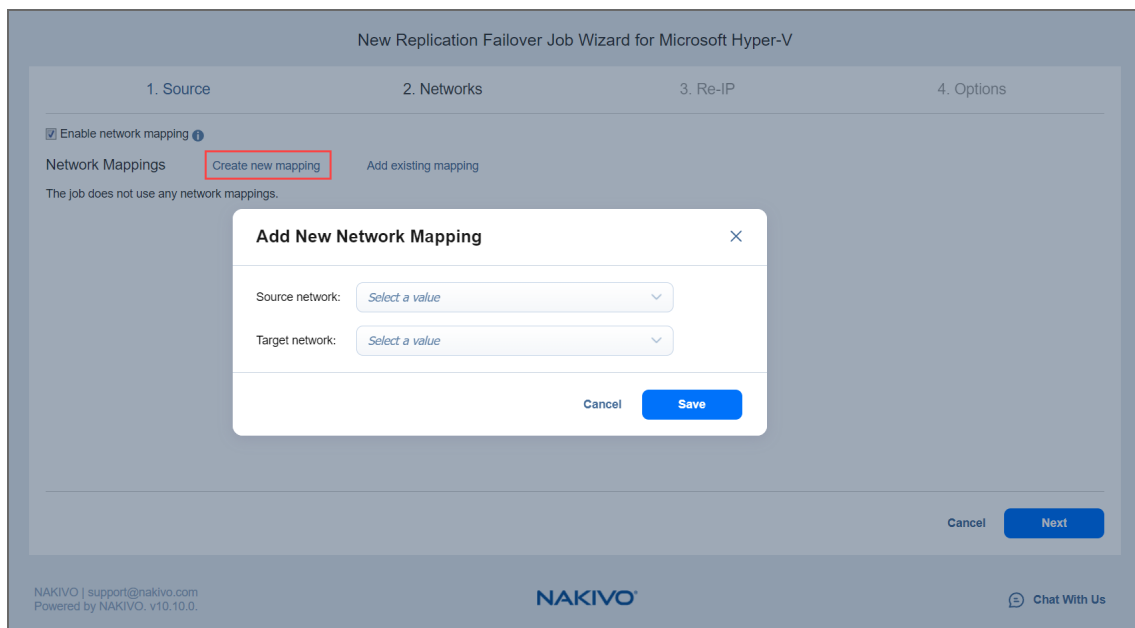 New Replication Failover Job Wizard for Microsoft Hyper-V
1. Source 2. Networks 3. Re-IP 4. Options
Enable network mapping
Network Mappings Create new mapping Add existing mapping
The job does not use any network mappings.
Add New Network Mapping
Source network: Select a value
Target network: Select a value
Cancel Save
Cancel Next
NAKIVO | support@nakivo.com
Powered by NAKIVO. v10.10.0.
NAKIVO
Chat With Us